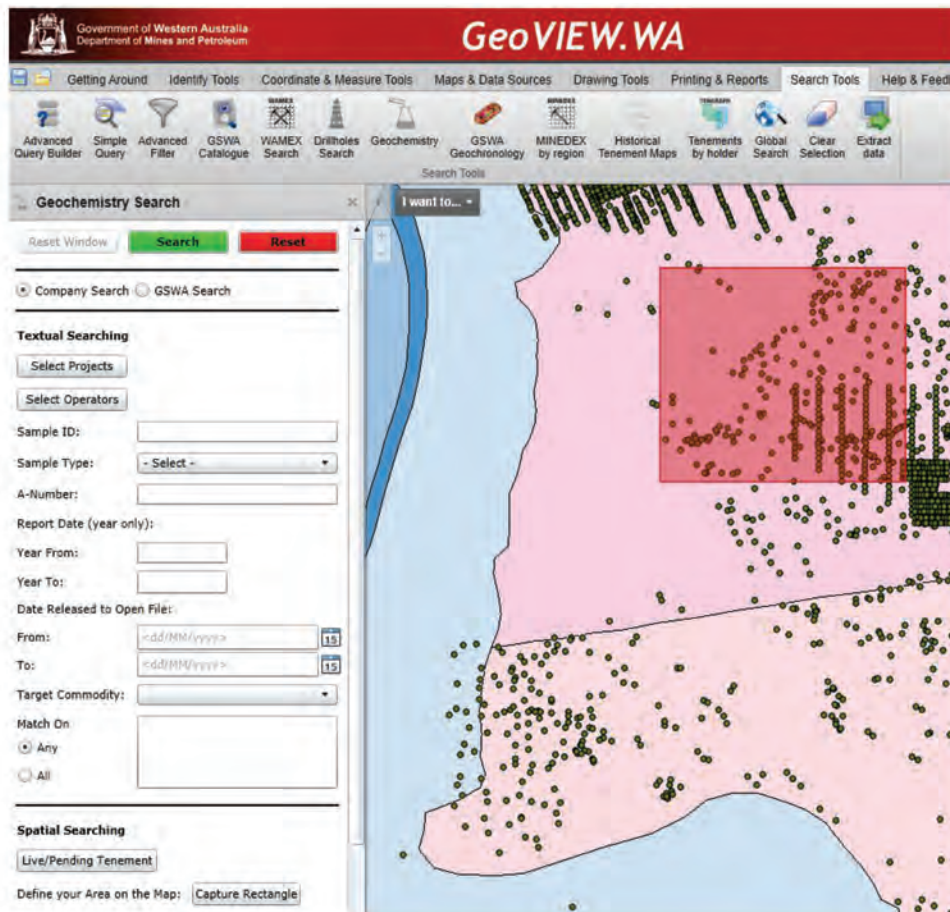 Government of Western Australia
Department of Mines and Petroleum
GeoVIEW.WA
Getting Around Identify Tools Coordinate & Measure Tools Maps & Data Sources Drawing Tools Printing & Reports Search Tools Help & Feed
WAMEX MINEDEX TENGRAPH
Advanced Query Builder
Simple Query
Advanced Filter
GSWA Catalogue
WAMEX Search
Drillholes Search
Geochemistry
GSWA Geochronology
MINEDEX by region
Historical Tenement Maps
Tenements by holder
Global Search
Clear Selection
Extract data
Search Tools
Geochemistry Search
I want to...
Reset Window Search Reset
Company Search GSWA Search
Textual Searching
Select Projects
Select Operators
Sample ID:
Sample Type: - Select -
A-Number:
Report Date (year only):
Year From:
Year To:
Date Released to Open File:
From: <dd/MM/yyyy> 15
To: <dd/MM/yyyy> 15
Target Commodity:
Match On
Any
All
Spatial Searching
Live/Pending Tenement
Define your Area on the Map: Capture Rectangle